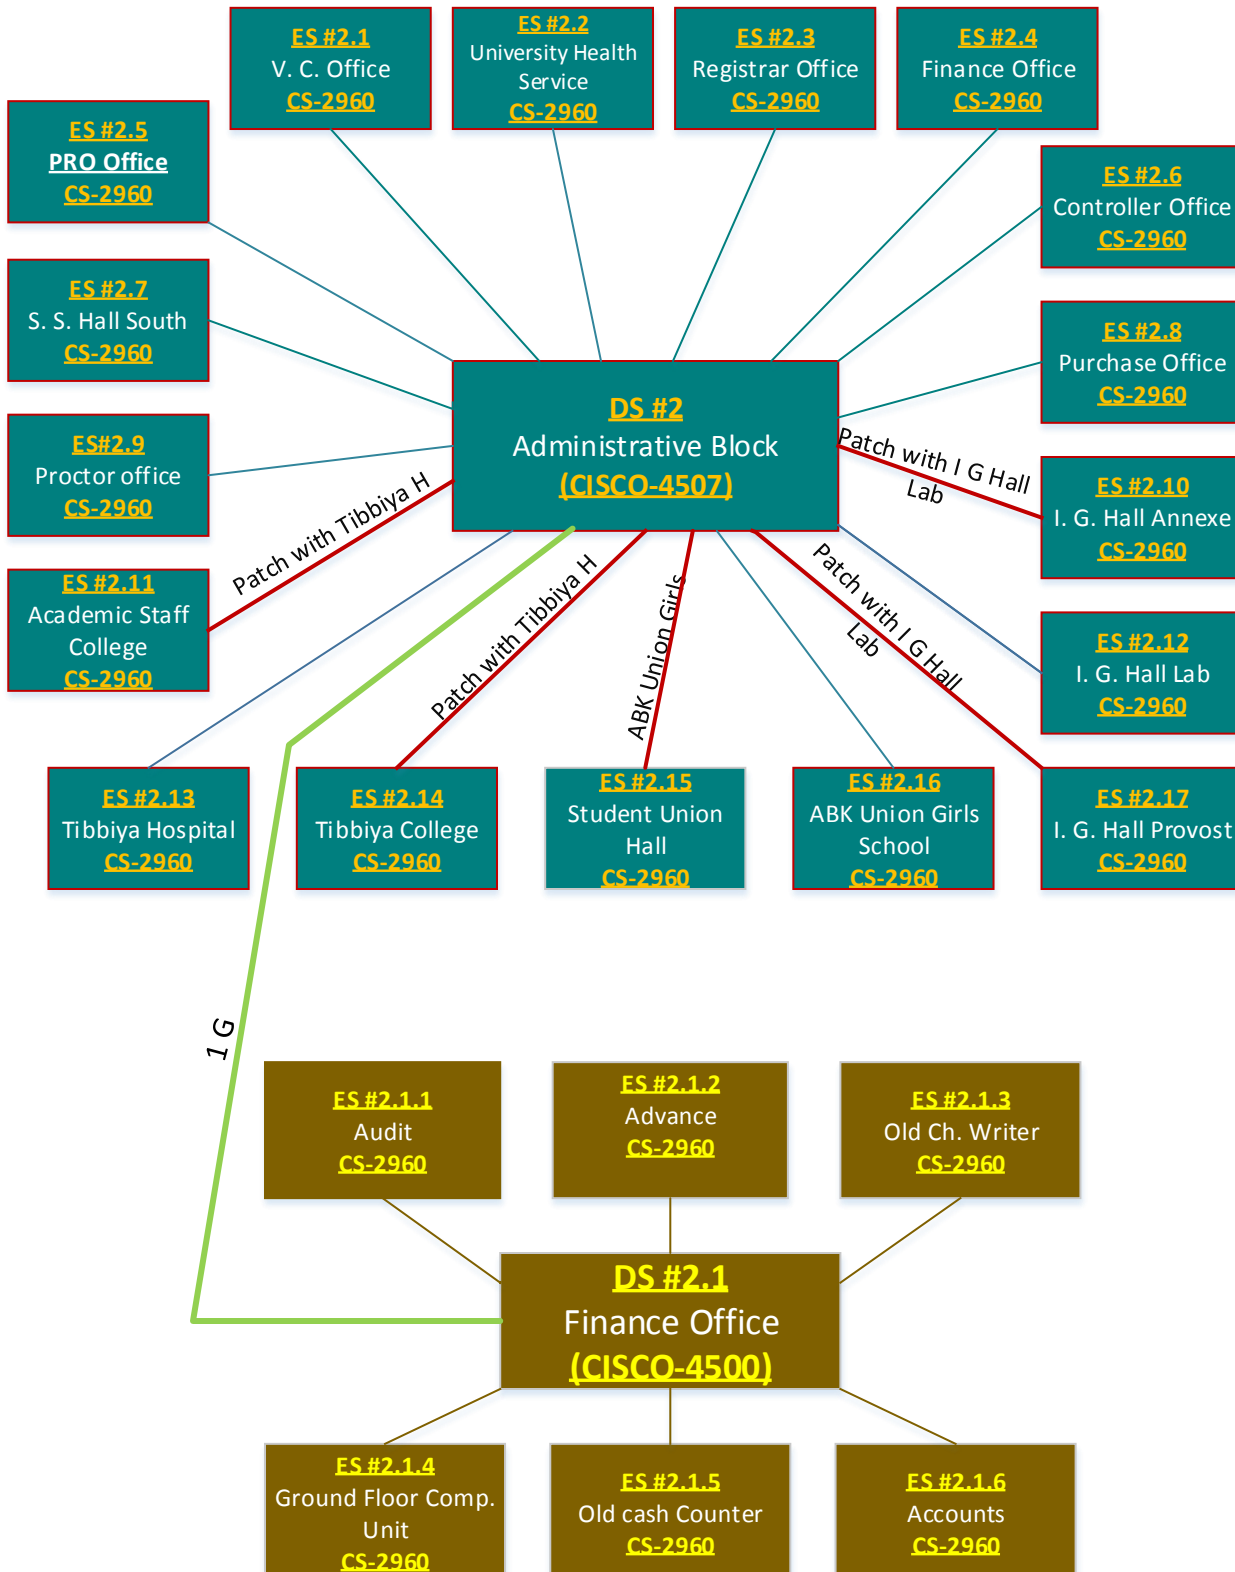 ES #2.1
V. C. Office
CS-2960
ES #2.2
University Health
Service
CS-2960
ES #2.3
Registrar Office
CS-2960
ES #2.4
Finance Office
CS-2960
ES #2.5
PRO Office
CS-2960
ES #2.6
Controller Office
CS-2960
ES #2.7
S. S. Hall South
CS-2960
ES #2.8
Purchase Office
CS-2960
DS #2
Administrative Block
(CISCO-4507)
ES#2.9
Proctor office
CS-2960
Patch with I G Hall
Lab
ES #2.10
I. G. Hall Annexe
CS-2960
Patch with Tibbiya H
ES #2.11
Academic Staff
College
CS-2960
Patch with Tibbiya H
ABK Union Girls
Patch with I G Hall
Lab
ES #2.12
I. G. Hall Lab
CS-2960
ES #2.13
Tibbiya Hospital
CS-2960
ES #2.14
Tibbiya College
CS-2960
ES #2.15
Student Union
Hall
CS-2960
ES #2.16
ABK Union Girls
School
CS-2960
ES #2.17
I. G. Hall Provost
CS-2960
1 G
ES #2.1.1
Audit
CS-2960
ES #2.1.2
Advance
CS-2960
ES #2.1.3
Old Ch. Writer
CS-2960
DS #2.1
Finance Office
(CISCO-4500)
ES #2.1.4
Ground Floor Comp.
Unit
CS-2960
ES #2.1.5
Old cash Counter
CS-2960
ES #2.1.6
Accounts
CS-2960